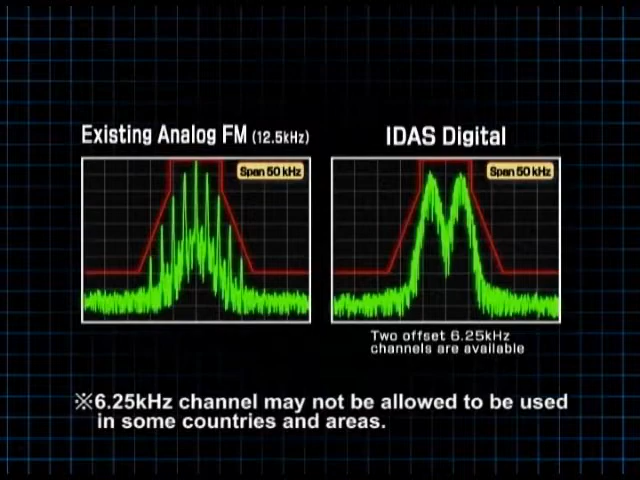 Existing Analog FM (12.5kHz)
IDAS Digital
Span 50 kHz
Span 50 kHz
Two offset 6.25kHz
channels are available
※6.25kHz channel may not be allowed to be used
in some countries and areas.